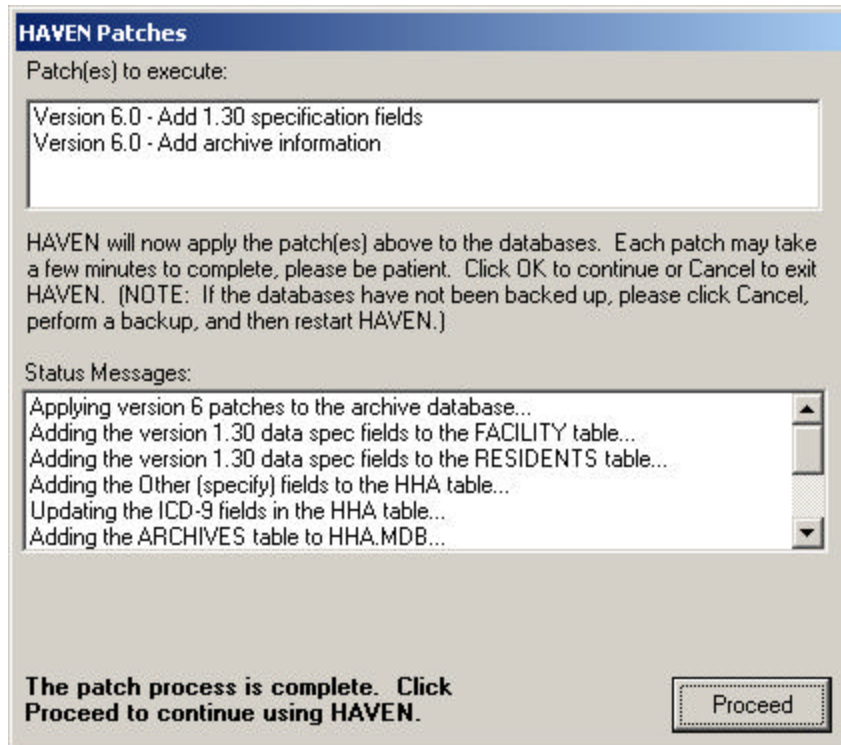 HAVEN Patches
Patch(es) to execute:
Version 6.0 - Add 1.30 specification fields
Version 6.0 - Add archive information
HAVEN will now apply the patch(es) above to the databases.  Each patch may take
a few minutes to complete, please be patient.  Click OK to continue or Cancel to exit
HAVEN.  (NOTE:  If the databases have not been backed up, please click Cancel,
perform a backup, and then restart HAVEN.)
Status Messages:
Applying version 6 patches to the archive database...
Adding the version 1.30 data spec fields to the FACILITY table...
Adding the version 1.30 data spec fields to the RESIDENTS table...
Adding the Other (specify) fields to the HHA table...
Updating the ICD-9 fields in the HHA table...
Adding the ARCHIVES table to HHA.MDB...
The patch process is complete.  Click
Proceed to continue using HAVEN.
Proceed